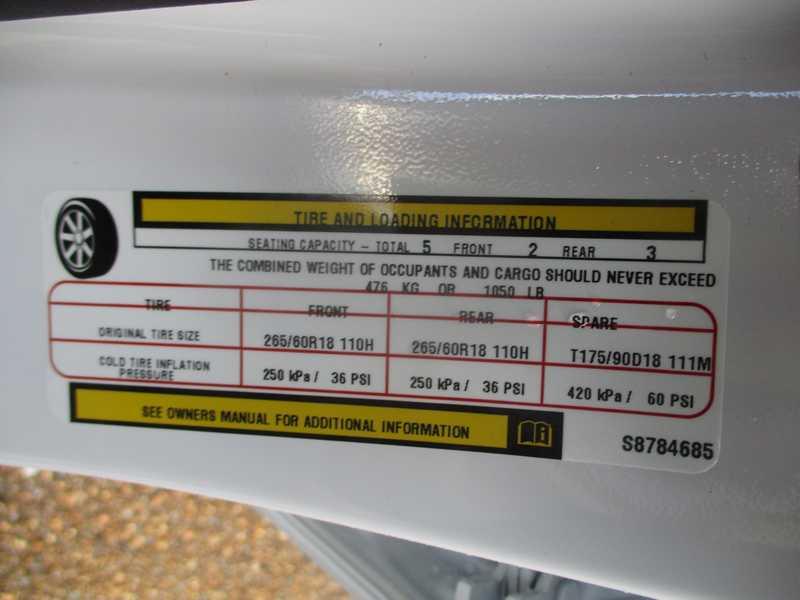 TIRE AND LOADING INFORMATION
SEATING CAPACITY – TOTAL 5 FRONT 2 REAR 3
THE COMBINED WEIGHT OF OCCUPANTS AND CARGO SHOULD NEVER EXCEED
476 KG OR 1050 LB
TIRE FRONT REAR SPARE
ORIGINAL TIRE SIZE 265/60R18 110H 265/60R18 110H T175/90D18 111M
COLD TIRE INFLATION
PRESSURE 250 kPa / 36 PSI 250 kPa / 36 PSI 420 kPa / 60 PSI
SEE OWNERS MANUAL FOR ADDITIONAL INFORMATION
S8784685